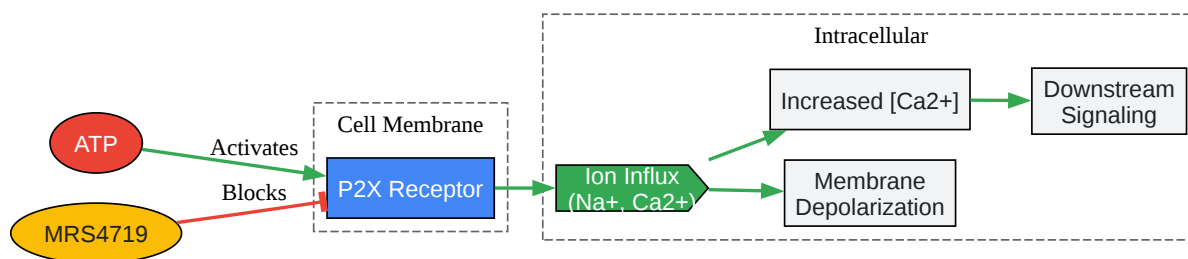 Intracellular
Increased [Ca2+]
Downstream
Signaling
Cell Membrane
ATP
Activates
Blocks
P2X Receptor
Ion Influx
(Na+, Ca2+)
Membrane
Depolarization
MRS4719